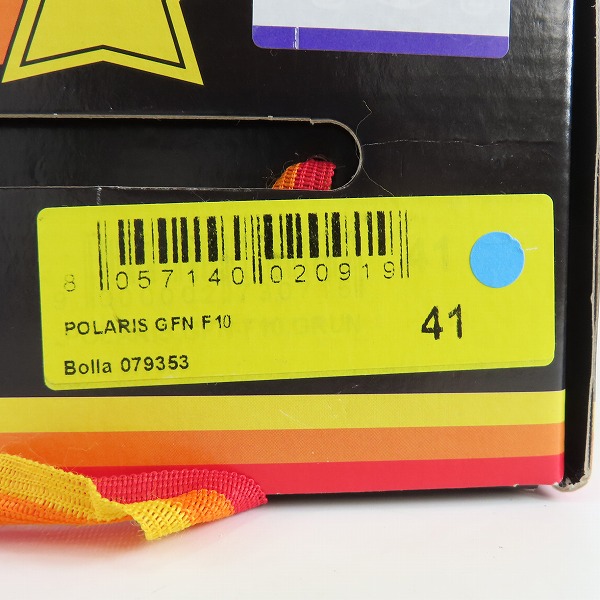 8 057140 020919
POLARIS GFN F10
41
Bolla 079353